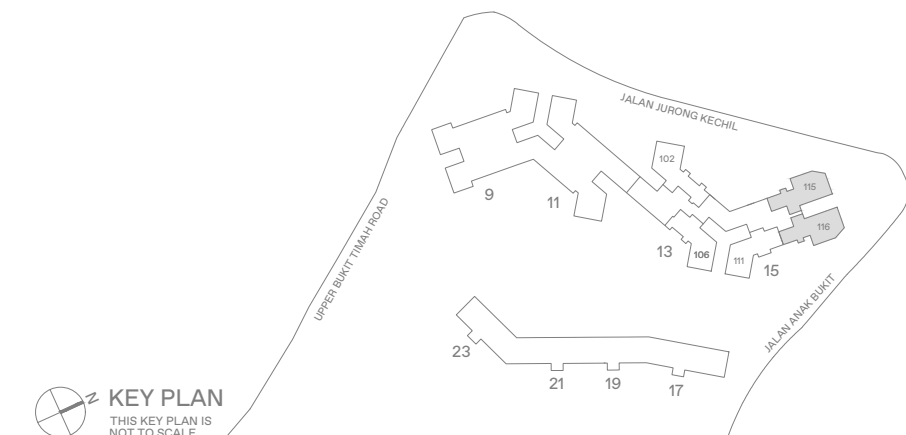 JALAN JURONG KECHIL
102
115
116
9
11
13
106
111
15
UPPER BUKIT TIMAH ROAD
JALAN ANAK BUKIT
23
21
19
17
N
KEY PLAN
THIS KEY PLAN IS
NOT TO SCALE